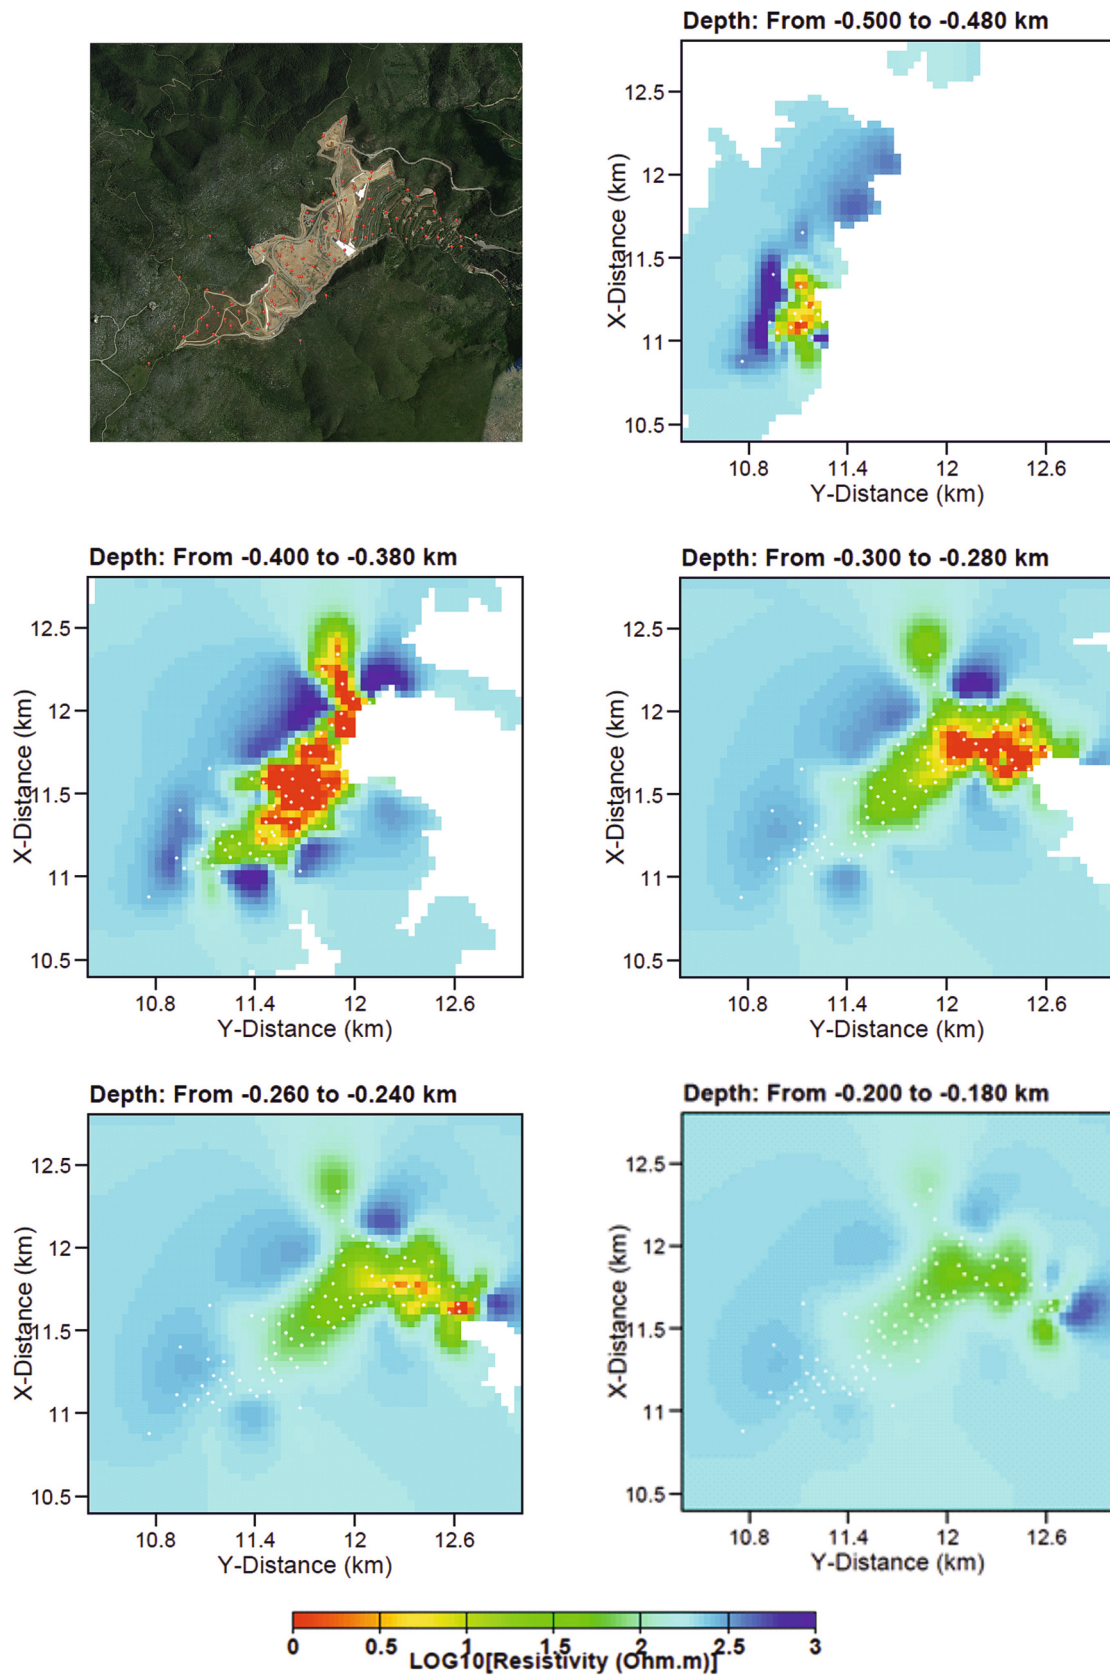 Depth: From -0.500 to -0.480 km
12.5
12
11.5
11
10.5
X-Distance (km)
10.8 11.4 12 12.6
Y-Distance (km)
Depth: From -0.400 to -0.380 km
12.5
12
11.5
11
10.5
X-Distance (km)
10.8 11.4 12 12.6
Y-Distance (km)
Depth: From -0.300 to -0.280 km
12.5
12
11.5
11
10.5
X-Distance (km)
10.8 11.4 12 12.6
Y-Distance (km)
Depth: From -0.260 to -0.240 km
12.5
12
11.5
11
10.5
X-Distance (km)
10.8 11.4 12 12.6
Y-Distance (km)
Depth: From -0.200 to -0.180 km
12.5
12
11.5
11
10.5
X-Distance (km)
10.8 11.4 12 12.6
Y-Distance (km)
0 0.5 1 1.5 2 2.5 3
LOG10[Resistivity (Ohm.m)]